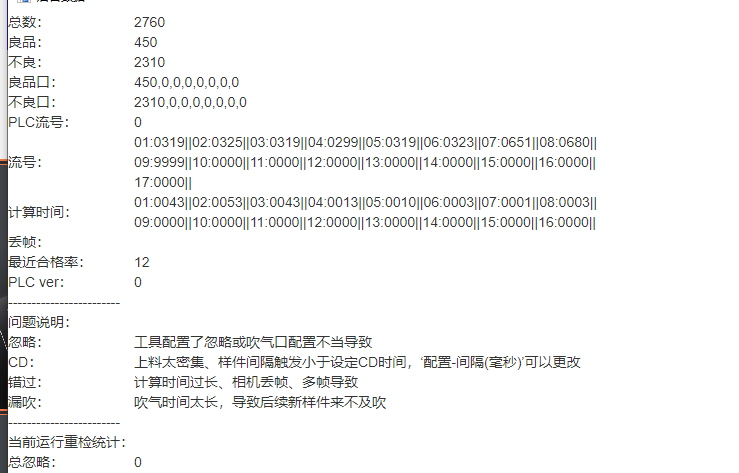 总数： 2760
良品： 450
不良： 2310
良品口： 450,0,0,0,0,0,0,0
不良口： 2310,0,0,0,0,0,0,0
PLC流号： 0
流号： 01:0319||02:0325||03:0319||04:0299||05:0319||06:0323||07:0651||08:0680||
09:9999||10:0000||11:0000||12:0000||13:0000||14:0000||15:0000||16:0000||
17:0000||
计算时间： 01:0043||02:0053||03:0043||04:0013||05:0010||06:0003||07:0001||08:0003||
09:0000||10:0000||11:0000||12:0000||13:0000||14:0000||15:0000||16:0000||
丢帧：
最近合格率： 12
PLC ver： 0
------------------------
问题说明：
忽略： 工具配置了忽略或吹气口配置不当导致
CD： 上料太密集、样件间隔触发小于设定CD时间，‘配置-间隔(毫秒)’可以更改
错过： 计算时间过长、相机丢帧、多帧导致
漏吹： 吹气时间太长，导致后续新样件来不及吹
------------------------
当前运行重检统计：
总忽略： 0